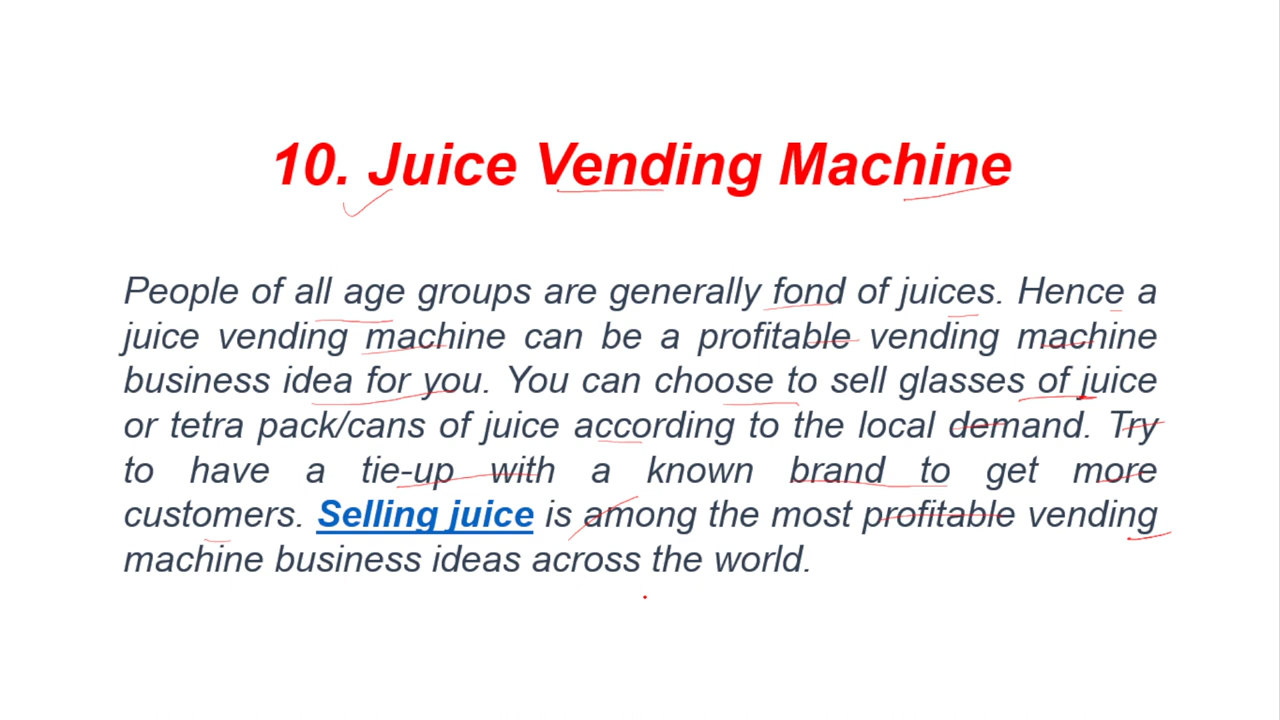 10. Juice Vending Machine
People of all age groups are generally fond of juices. Hence a
juice vending machine can be a profitable vending machine
business idea for you. You can choose to sell glasses of juice
or tetra pack/cans of juice according to the local demand. Try
to have a tie-up with a known brand to get more
customers. Selling juice is among the most profitable vending
machine business ideas across the world.